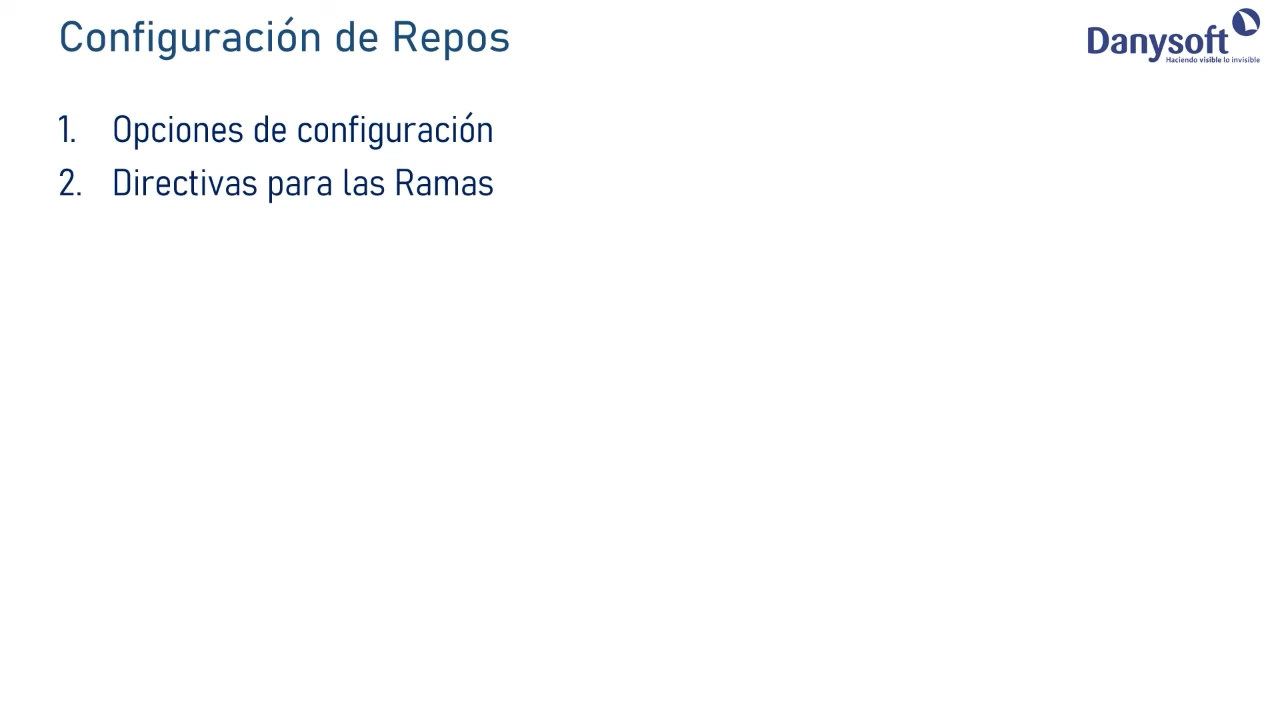 Configuración de Repos
Danysoft
Haciendo visible lo invisible
1. Opciones de configuración
2. Directivas para las Ramas